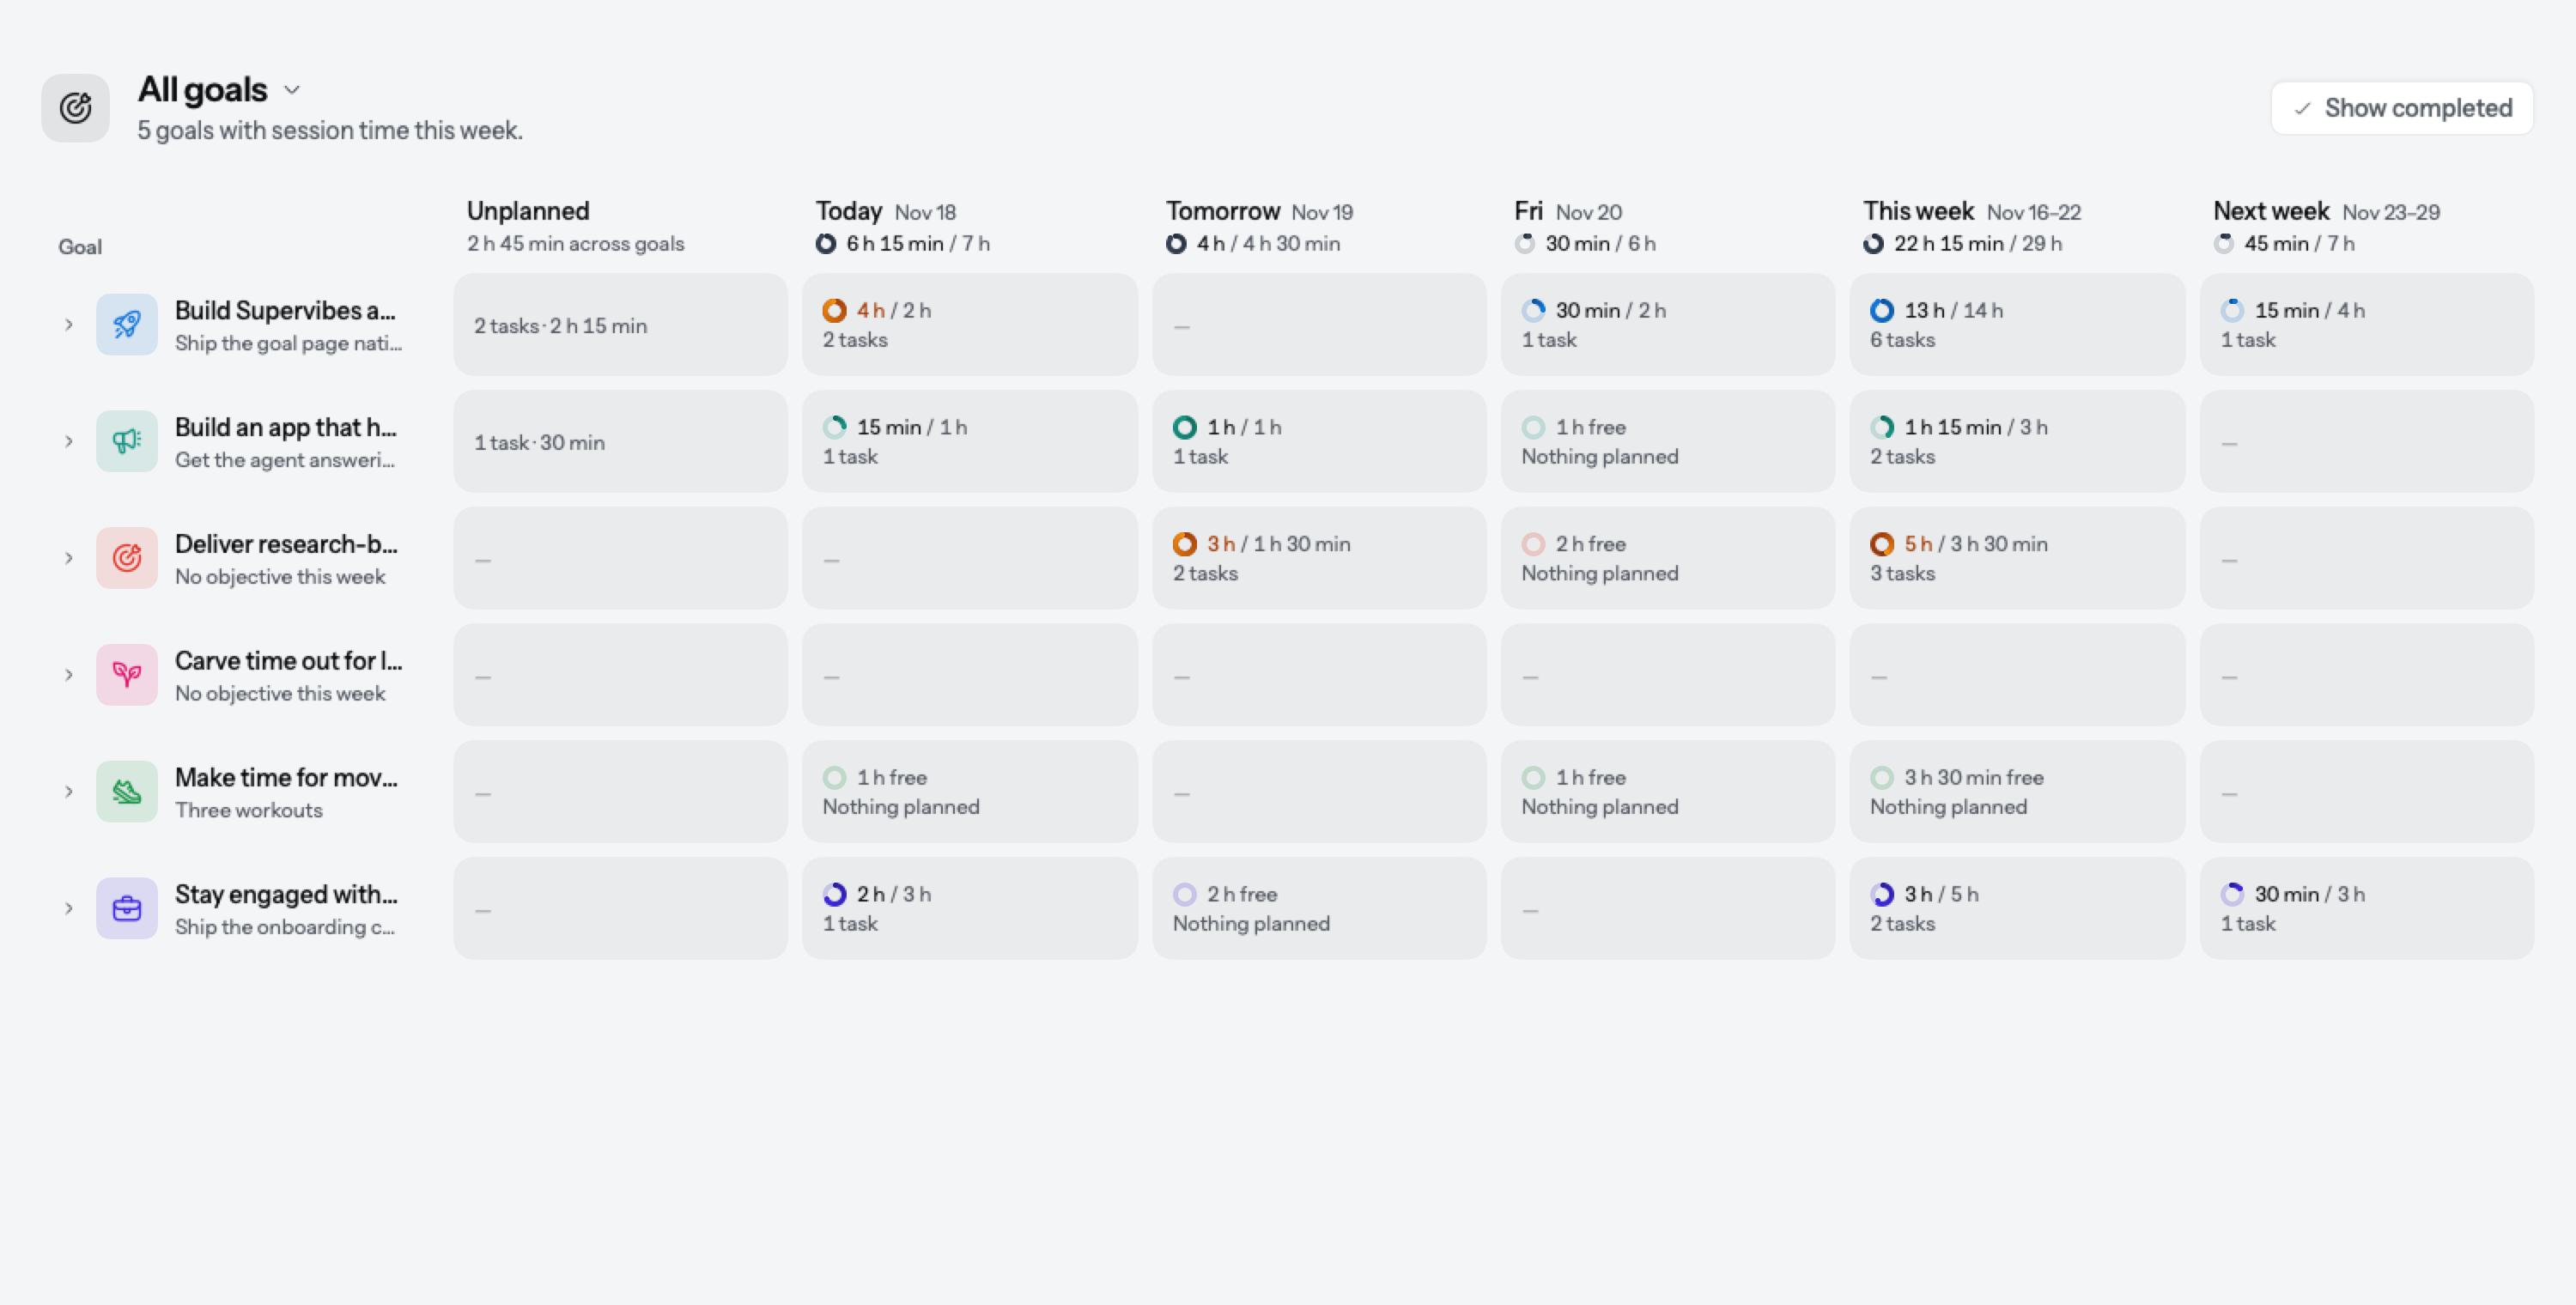 All goals
5 goals with session time this week.
Show completed
Goal
Unplanned
2 h 45 min across goals
Today Nov 18
6 h 15 min / 7 h
Tomorrow Nov 19
4 h / 4 h 30 min
Fri Nov 20
30 min / 6 h
This week Nov 16–22
22 h 15 min / 29 h
Next week Nov 23–29
45 min / 7 h
Build Supervibes a...
Ship the goal page nati...
2 tasks · 2 h 15 min
4 h / 2 h
2 tasks
–
30 min / 2 h
1 task
13 h / 14 h
6 tasks
15 min / 4 h
1 task
Build an app that h...
Get the agent answeri...
1 task · 30 min
15 min / 1 h
1 task
1 h / 1 h
1 task
1 h free
Nothing planned
1 h 15 min / 3 h
2 tasks
–
Deliver research-b...
No objective this week
–
–
3 h / 1 h 30 min
2 tasks
2 h free
Nothing planned
5 h / 3 h 30 min
3 tasks
–
Carve time out for l...
No objective this week
–
–
–
–
–
–
Make time for mov...
Three workouts
–
1 h free
Nothing planned
–
1 h free
Nothing planned
3 h 30 min free
Nothing planned
–
Stay engaged with...
Ship the onboarding c...
–
2 h / 3 h
1 task
2 h free
Nothing planned
–
3 h / 5 h
2 tasks
30 min / 3 h
1 task